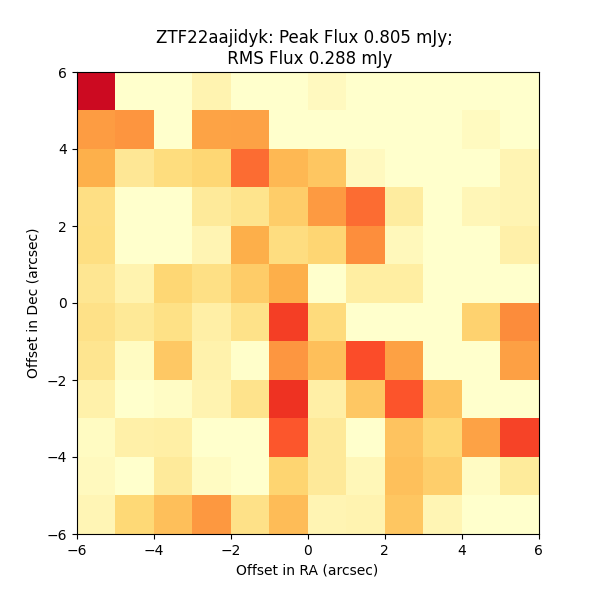 ZTF22aajidyk: Peak Flux 0.805 mJy;
RMS Flux 0.288 mJy
6
4
2
0
−2
−4
−6
Offset in Dec (arcsec)
−6 −4 −2 0 2 4 6
Offset in RA (arcsec)